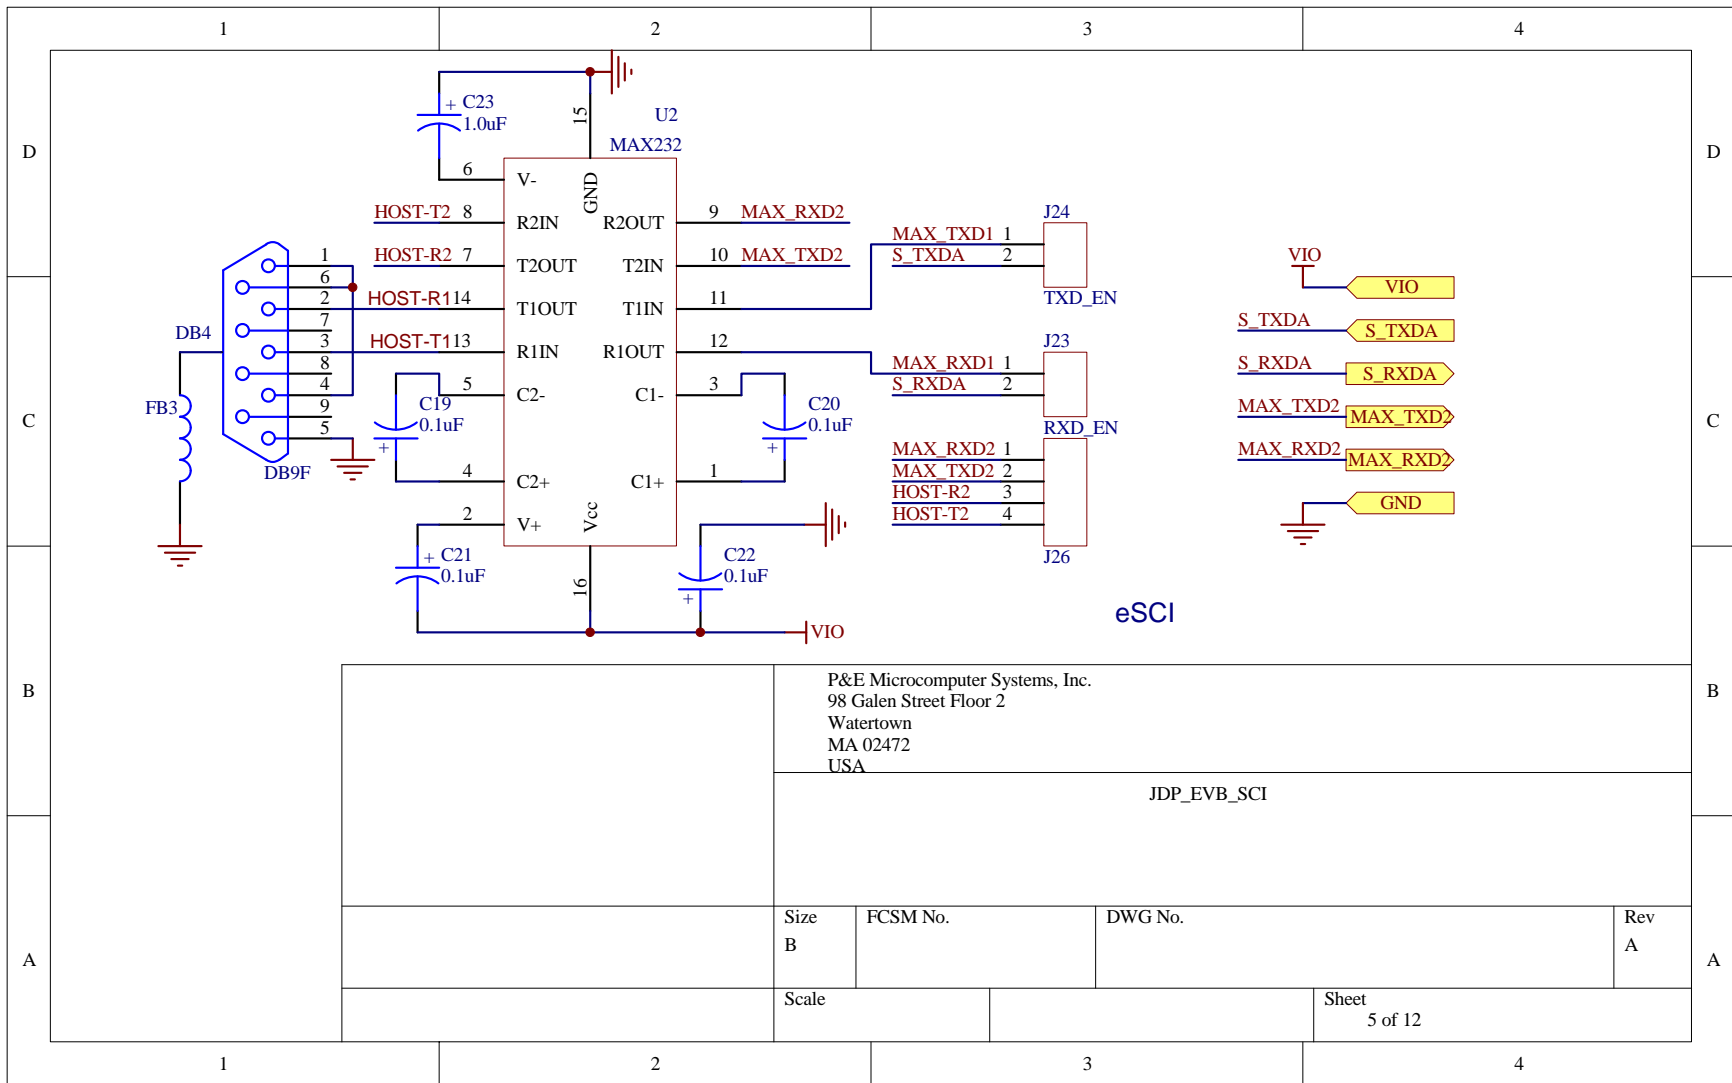 1 2 3 4
D D
C C
B B
A A
C23
+
1.0uF
15
U2
MAX232
6 V-
GND
HOST-T2 8 R2IN
R2OUT 9 MAX_RXD2
HOST-R2 7 T2OUT
T2IN 10 MAX_TXD2
HOST-R1 14 T1OUT
T1IN 11
HOST-T1 13 R1IN
R1OUT 12
5 C2-
C1- 3
C19
0.1uF
+
C20
0.1uF
+
4 C2+
C1+ 1
2 V+
Vcc
16
+ C21
0.1uF
C22
0.1uF
+
VIO
1
6
2
7
3
8
4
9
5
DB4
DB9F
FB3
J24
MAX_TXD1 1
S_TXDA 2
TXD_EN
J23
MAX_RXD1 1
S_RXDA 2
RXD_EN
MAX_RXD2 1
MAX_TXD2 2
HOST-R2 3
HOST-T2 4
J26
VIO
VIO
S_TXDA S_TXDA
S_RXDA S_RXDA
MAX_TXD2 MAX_TXD2
MAX_RXD2 MAX_RXD2
GND
eSCI
P&E Microcomputer Systems, Inc.
98 Galen Street Floor 2
Watertown
MA 02472
USA
JDP_EVB_SCI
Size FCSM No. DWG No. Rev
B A
Scale Sheet
5 of 12
1 2 3 4